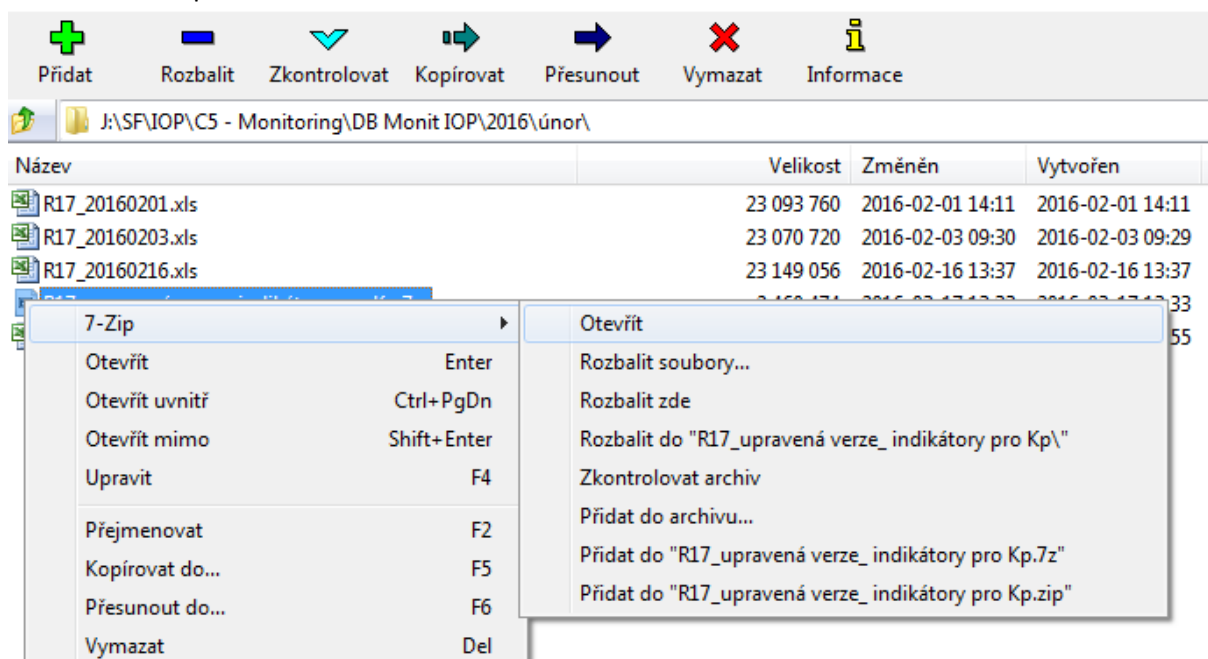 Přidat Rozbalit Zkontrolovat Kopírovat Přesunout Vymazat Informace
J:\SF\IOP\C5 - Monitoring\DB Monit IOP\2016\únor\
Název Velikost Změněn Vytvořen
R17_20160201.xls 23 093 760 2016-02-01 14:11 2016-02-01 14:11
R17_20160203.xls 23 070 720 2016-02-03 09:30 2016-02-03 09:29
R17_20160216.xls 23 149 056 2016-02-16 13:37 2016-02-16 13:37
33
55
7-Zip
Otevřít Enter
Otevřít uvnitř Ctrl+PgDn
Otevřít mimo Shift+Enter
Upravit F4
Přejmenovat F2
Kopírovat do... F5
Přesunout do... F6
Vymazat Del
Otevřít
Rozbalit soubory...
Rozbalit zde
Rozbalit do "R17_upravená verze_ indikátory pro Kp\"
Zkontrolovat archiv
Přidat do archivu...
Přidat do "R17_upravená verze_ indikátory pro Kp.7z"
Přidat do "R17_upravená verze_ indikátory pro Kp.zip"